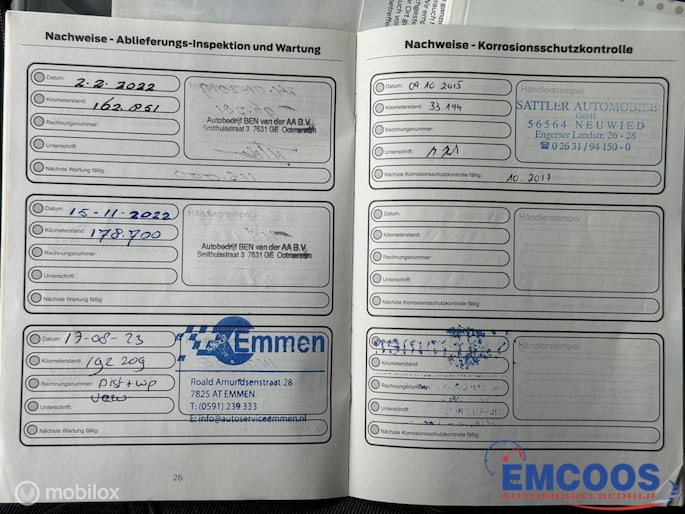 Nachweise - Ablieferungs-Inspektion und Wartung
Datum: 2.2.2022
Kilometerstand: 162.851
Rechnungsnummer:
Unterschrift:
Nächste Wartung fällig:
Autobedrijf BEN van der AA B.V.
Smithuisstraat 3 7631 GE Ootmarsum
Datum: 15-11-2022
Kilometerstand: 178.700
Rechnungsnummer:
Unterschrift:
Nächste Wartung fällig:
Händlerstempel
Autobedrijf BEN van der AA B.V.
Smithuisstraat 3 7631 GE Ootmarsum
Datum: 17-08-23
Kilometerstand: 192 209
Rechnungsnummer:
Unterschrift:
Nächste Wartung fällig:
Emmen
Roald Amundsenstraat 28
7825 AT EMMEN
T: (0591) 239 333
E: info@autoserviceemmen.nl
26
Nachweise - Korrosionsschutzkontrolle
Datum: 09.10 2015
Kilometerstand: 33.144
Rechnungsnummer:
Unterschrift:
Nächste Korrosionsschutzkontrolle fällig: 10.2017
Händlerstempel
SATTLER AUTOMOBILE
GmbH
56564 NEUWIED
Engerser Landstr. 26-28
☎ 02631/94150-0
Datum:
Kilometerstand:
Rechnungsnummer:
Unterschrift:
Nächste Korrosionsschutzkontrolle fällig:
Händlerstempel
Kilometerstand:
Rechnungsnummer:
Unterschrift:
Nächste Korrosionsschutzkontrolle fällig:
Händlerstempel
EMCOOS
AUTOMOBIELBEDRIJF
mobilox